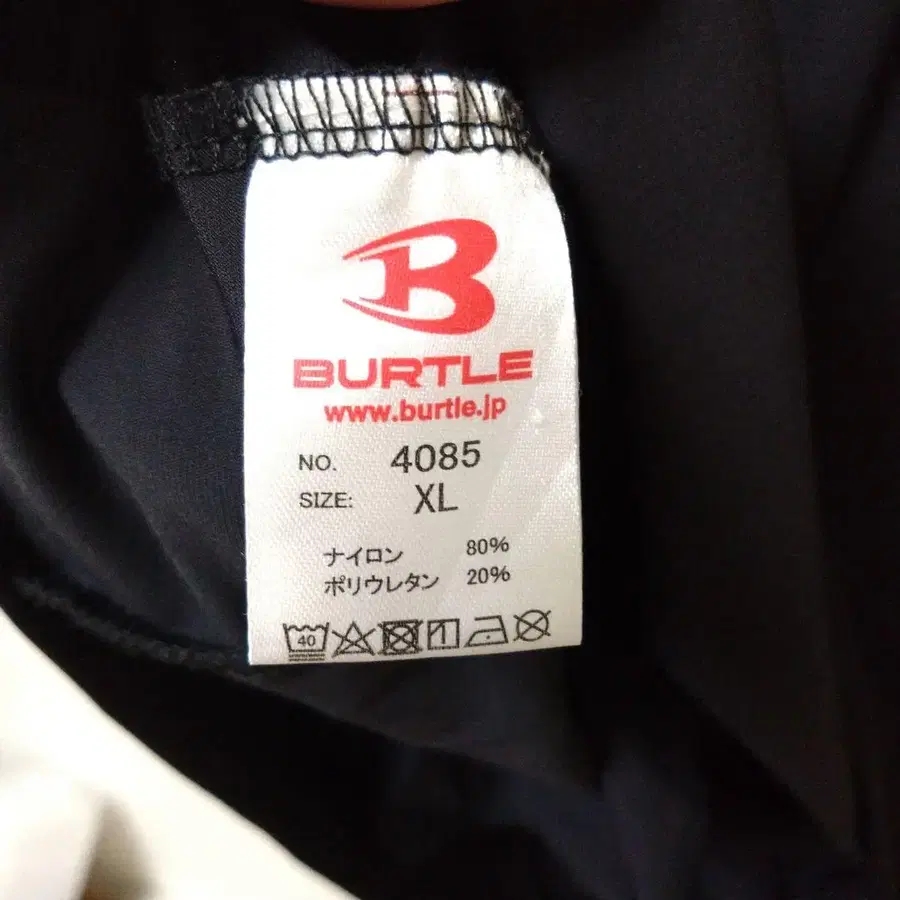 BURTLE
www.burtle.jp
NO. 4085
SIZE: XL
ナイロン 80%
ポリウレタン 20%
40